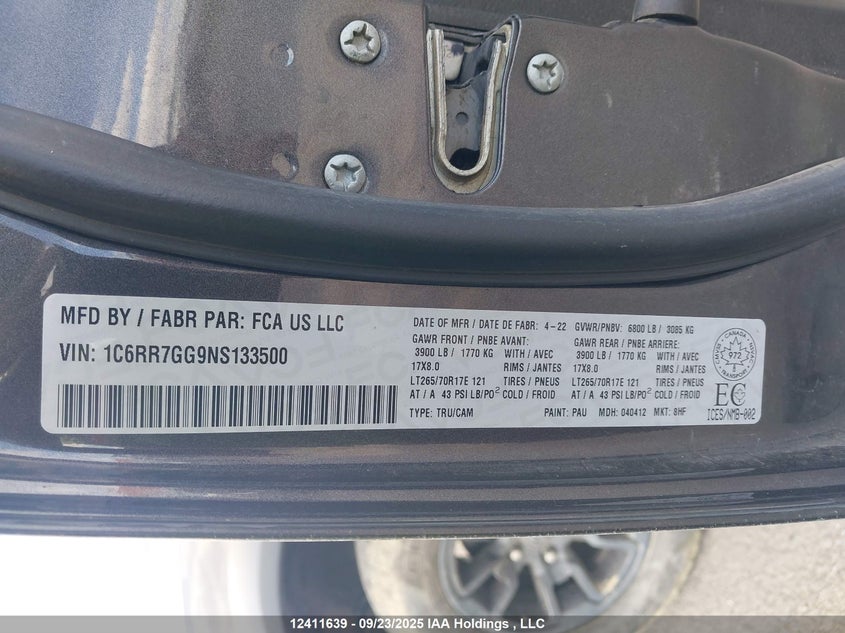 MFD BY / FABR PAR: FCA US LLC
VIN: 1C6RR7GG9NS133500
DATE OF MFR / DATE DE FABR: 4-22 GVWR/PNBV: 6800 LB / 3085 KG
GAWR FRONT / PNBE AVANT: GAWR REAR / PNBE ARRIERE:
3900 LB / 1770 KG WITH / AVEC 3900 LB / 1770 KG WITH / AVEC
17X8.0 RIMS / JANTES 17X8.0 RIMS / JANTES
LT265/70R17E 121 TIRES / PNEUS LT265/70R17E 121 TIRES / PNEUS
AT / A 43 PSI LB/PO² COLD / FROID AT / A 43 PSI LB/PO² COLD / FROID
TYPE: TRU/CAM PAINT: PAU MDH: 040412 MKT: 8HF
CANADA
972
TRANSPORT
EC
ICES/NMB-002
12411639 - 09/23/2025 IAA Holdings , LLC